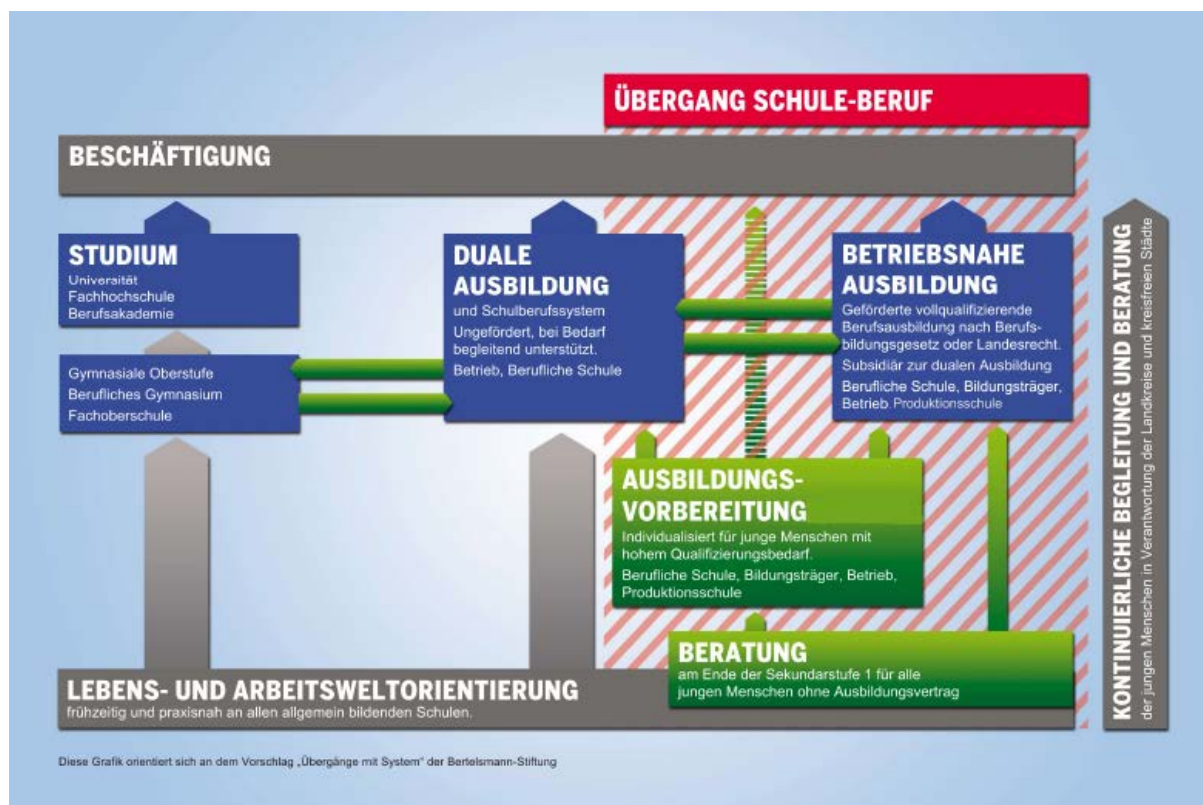 ÜBERGANG SCHULE-BERUF
BESCHÄFTIGUNG
STUDIUM
Universität
Fachhochschule
Berufsakademie
Gymnasiale Oberstufe
Berufliches Gymnasium
Fachoberschule
DUALE
AUSBILDUNG
und Schulberufssystem
Ungefördert, bei Bedarf
begleitend unterstützt.
Betrieb, Berufliche Schule
BETRIEBSNAHE
AUSBILDUNG
Geförderte vollqualifizierende
Berufsausbildung nach Berufs-
bildungsgesetz oder Landesrecht.
Subsidiär zur dualen Ausbildung
Berufliche Schule, Bildungsträger,
Betrieb, Produktionsschule
AUSBILDUNGS-
VORBEREITUNG
Individualisiert für junge Menschen mit
hohem Qualifizierungsbedarf.
Berufliche Schule, Bildungsträger, Betrieb,
Produktionsschule
BERATUNG
am Ende der Sekundarstufe 1 für alle
jungen Menschen ohne Ausbildungsvertrag
LEBENS- UND ARBEITSWELTORIENTIERUNG
frühzeitig und praxisnah an allen allgemein bildenden Schulen.
KONTINUIERLICHE BEGLEITUNG UND BERATUNG
der jungen Menschen in Verantwortung der Landkreise und kreisfreien Städte
Diese Grafik orientiert sich an dem Vorschlag „Übergänge mit System" der Bertelsmann-Stiftung